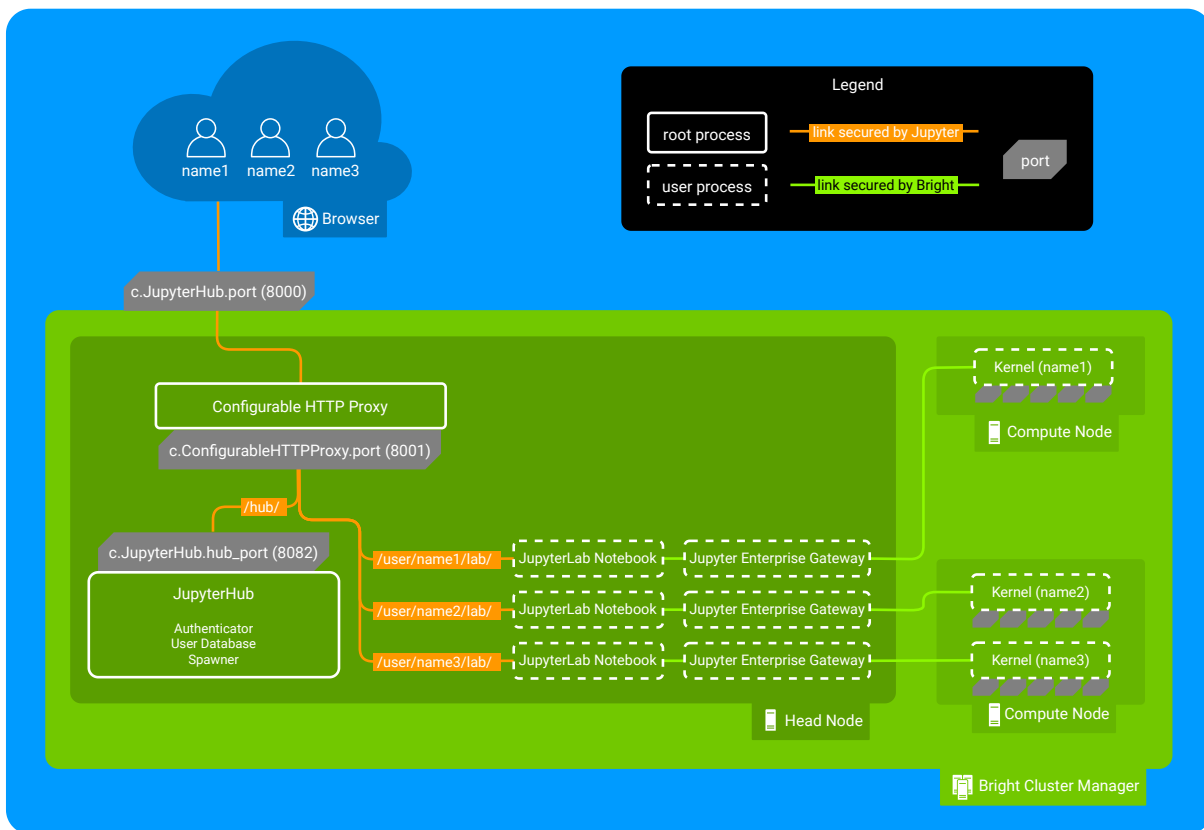 Legend
root process
link secured by Jupyter
port
user process
link secured by Bright
name1 name2 name3
Browser
c.JupyterHub.port (8000)
Configurable HTTP Proxy
c.ConfigurableHTTPProxy.port (8001)
/hub/
c.JupyterHub.hub_port (8082)
JupyterHub
Authenticator
User Database
Spawner
/user/name1/lab/ JupyterLab Notebook Jupyter Enterprise Gateway
/user/name2/lab/ JupyterLab Notebook Jupyter Enterprise Gateway
/user/name3/lab/ JupyterLab Notebook Jupyter Enterprise Gateway
Head Node
Kernel (name1)
Compute Node
Kernel (name2)
Kernel (name3)
Compute Node
Bright Cluster Manager